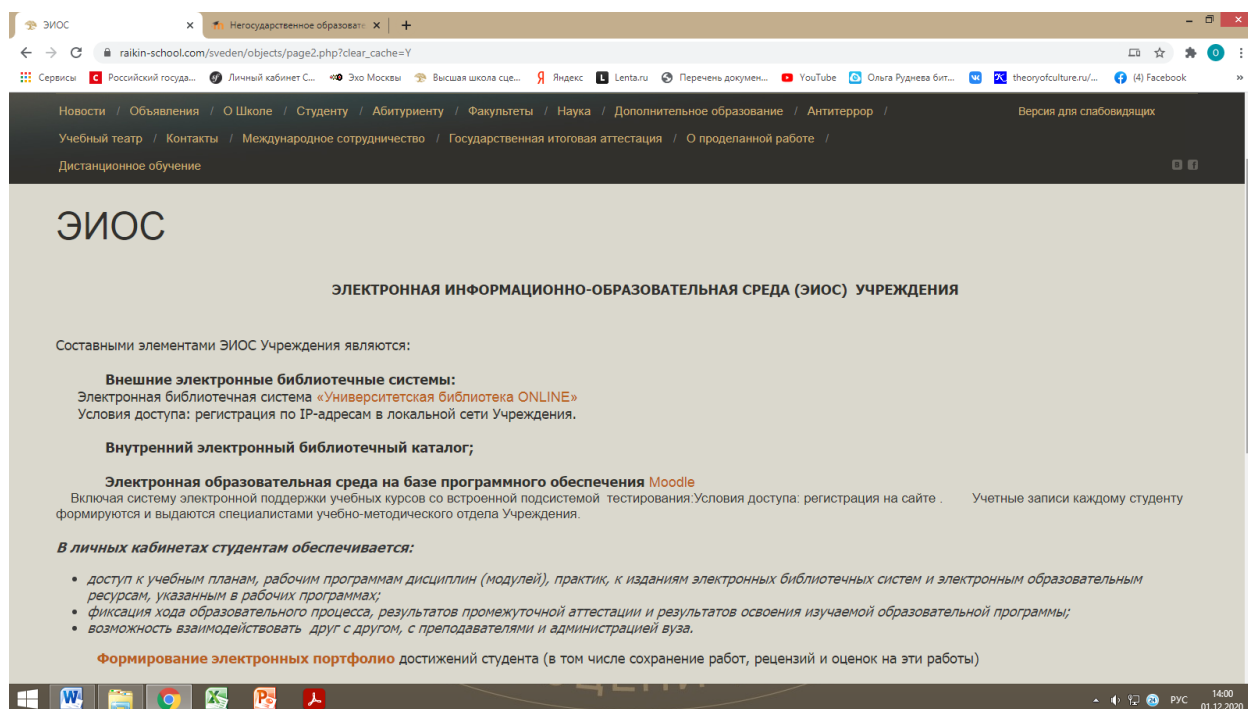 ЭИОС
Негосударственное образовате
raikin-school.com/sveden/objects/page2.php?clear_cache=Y
Сервисы Российский госуда... Личный кабинет С... Эхо Москвы Высшая школа сце... Яндекс Lenta.ru Перечень докумен... YouTube Ольга Руднева бит... theoryofculture.ru/... (4) Facebook »
Новости / Объявления / О Школе / Студенту / Абитуриенту / Факультеты / Наука / Дополнительное образование / Антитеррор / Версия для слабовидящих
Учебный театр / Контакты / Международное сотрудничество / Государственная итоговая аттестация / О проделанной работе /
Дистанционное обучение
ЭИОС
ЭЛЕКТРОННАЯ ИНФОРМАЦИОННО-ОБРАЗОВАТЕЛЬНАЯ СРЕДА (ЭИОС) УЧРЕЖДЕНИЯ
Составными элементами ЭИОС Учреждения являются:
Внешние электронные библиотечные системы:
Электронная библиотечная система «Университетская библиотека ONLINE»
Условия доступа: регистрация по IP-адресам в локальной сети Учреждения.
Внутренний электронный библиотечный каталог;
Электронная образовательная среда на базе программного обеспечения Moodle
Включая систему электронной поддержки учебных курсов со встроенной подсистемой тестирования:Условия доступа: регистрация на сайте . Учетные записи каждому студенту
формируются и выдаются специалистами учебно-методического отдела Учреждения.
В личных кабинетах студентам обеспечивается:
• доступ к учебным планам, рабочим программам дисциплин (модулей), практик, к изданиям электронных библиотечных систем и электронным образовательным
ресурсам, указанным в рабочих программах;
• фиксация хода образовательного процесса, результатов промежуточной аттестации и результатов освоения изучаемой образовательной программы;
• возможность взаимодействовать друг с другом, с преподавателями и администрацией вуза.
Формирование электронных портфолио достижений студента (в том числе сохранение работ, рецензий и оценок на эти работы)
РУС
14:00
01.12.2020